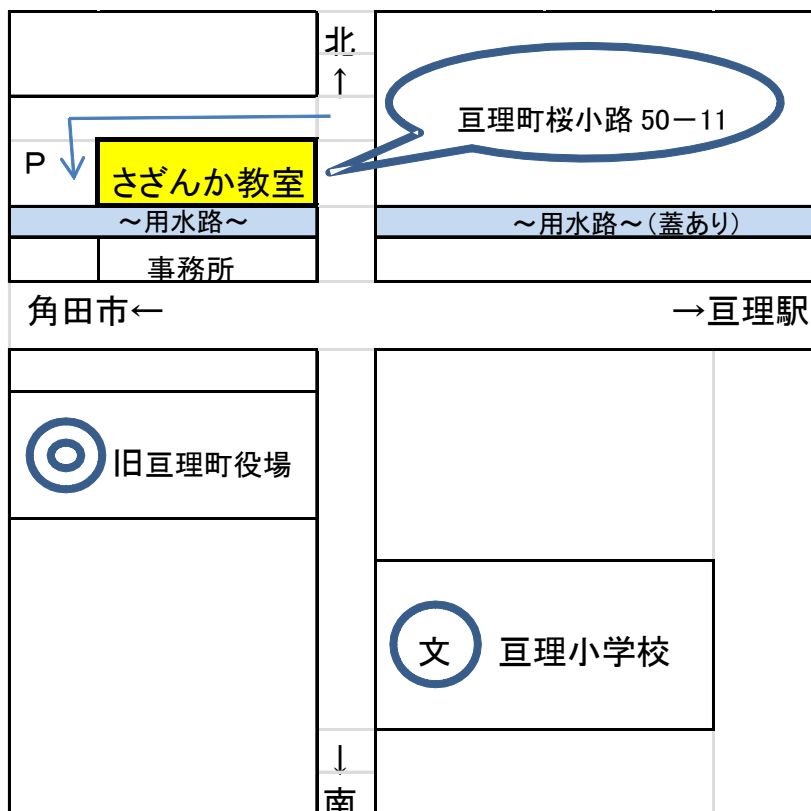 北
↑
亘理町桜小路 50-11
P
さざんか教室
～用水路～
～用水路～(蓋あり)
事務所
角田市←
→亘理駅
旧亘理町役場
文 亘理小学校
↓
南